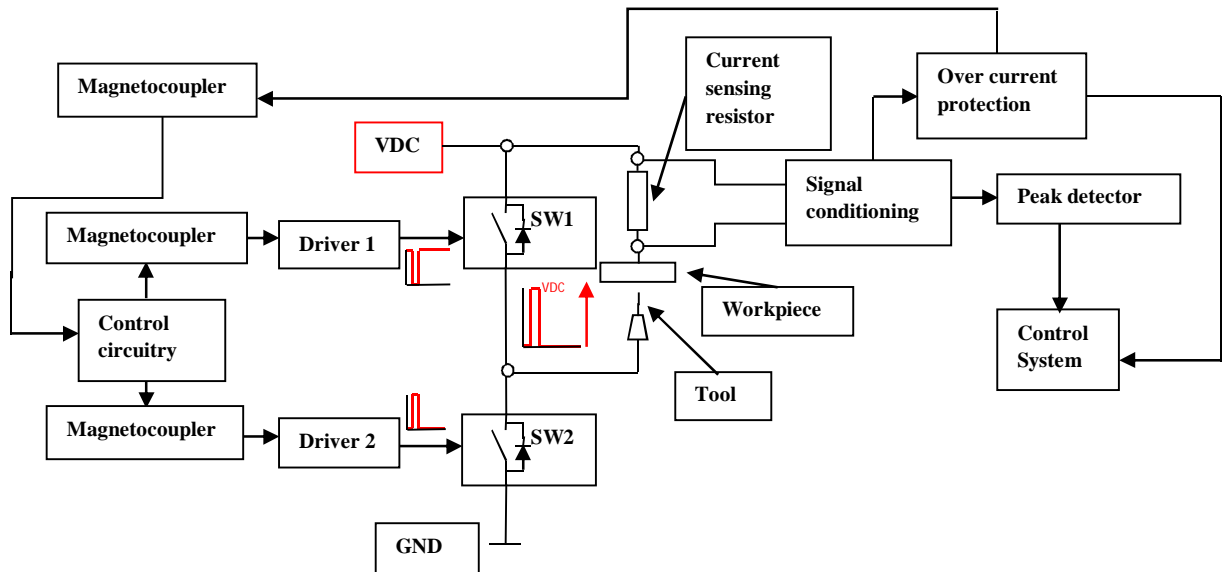 Magnetocoupler
Current
sensing
resistor
Over current
protection
VDC
Signal
conditioning
Peak detector
Magnetocoupler
Driver 1
SW1
VDC
Workpiece
Control
circuitry
Control
System
Tool
Magnetocoupler
Driver 2
SW2
GND